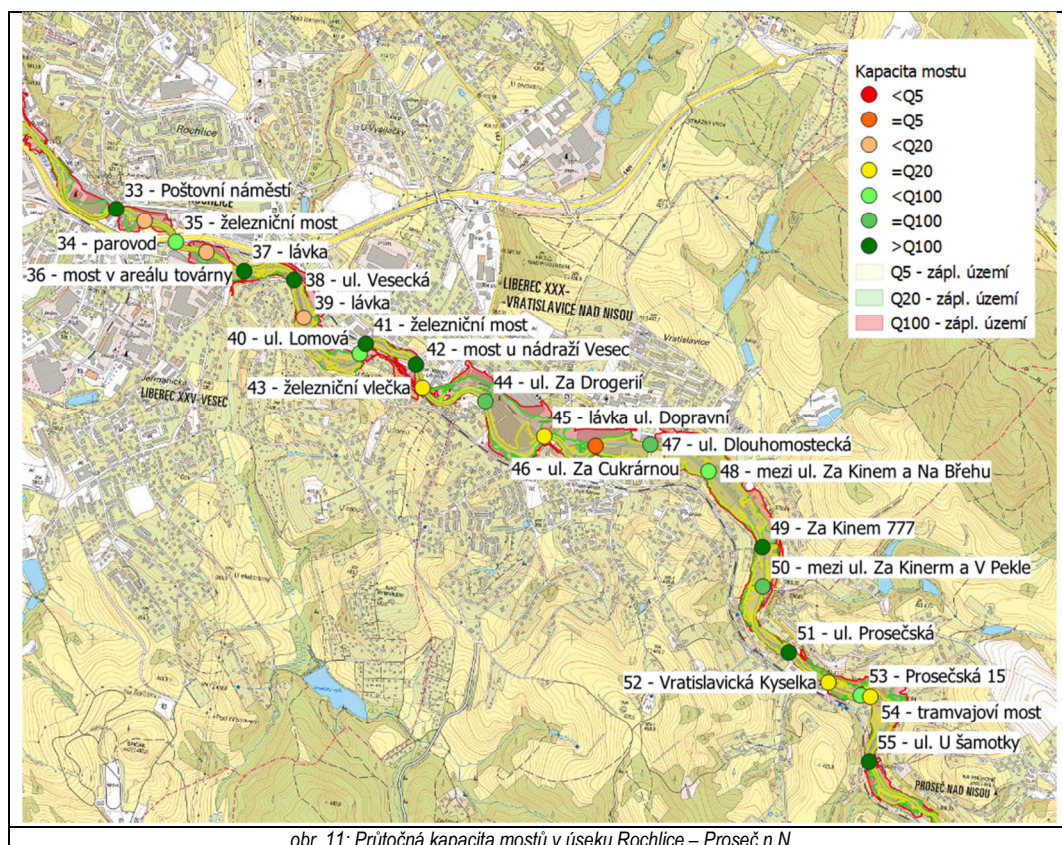 Kapacita mostu
<Q5
=Q5
<Q20
=Q20
<Q100
=Q100
>Q100
Q5 - zápl. území
Q20 - zápl. území
Q100 - zápl. území
Rochlice
U Vysílačky
33 - Poštovní náměstí
35 - železniční most
34 - parovod
37 - lávka
36 - most v areálu továrny
38 - ul. Vesecká
LIBEREC XXX-
-VRATISLAVICE NAD NISOU
39 - lávka
41 - železniční most
40 - ul. Lomová
Vratislavice
42 - most u nádraží Vesec
43 - železniční vlečka
44 - ul. Za Drogerií
LIBEREC XXV-VESEC
45 - lávka ul. Dopravní
47 - ul. Dlouhomostecká
46 - ul. Za Cukrárnou
48 - mezi ul. Za Kinem a Na Břehu
49 - Za Kinem 777
50 - mezi ul. Za Kinerm a V Pekle
51 - ul. Prosečská
53 - Prosečská 15
52 - Vratislavická Kyselka
54 - tramvajoví most
55 - ul. U šamotky
PROSEČ NAD NISOU
obr. 11: Průtočná kapacita mostů v úseku Rochlice – Proseč n N